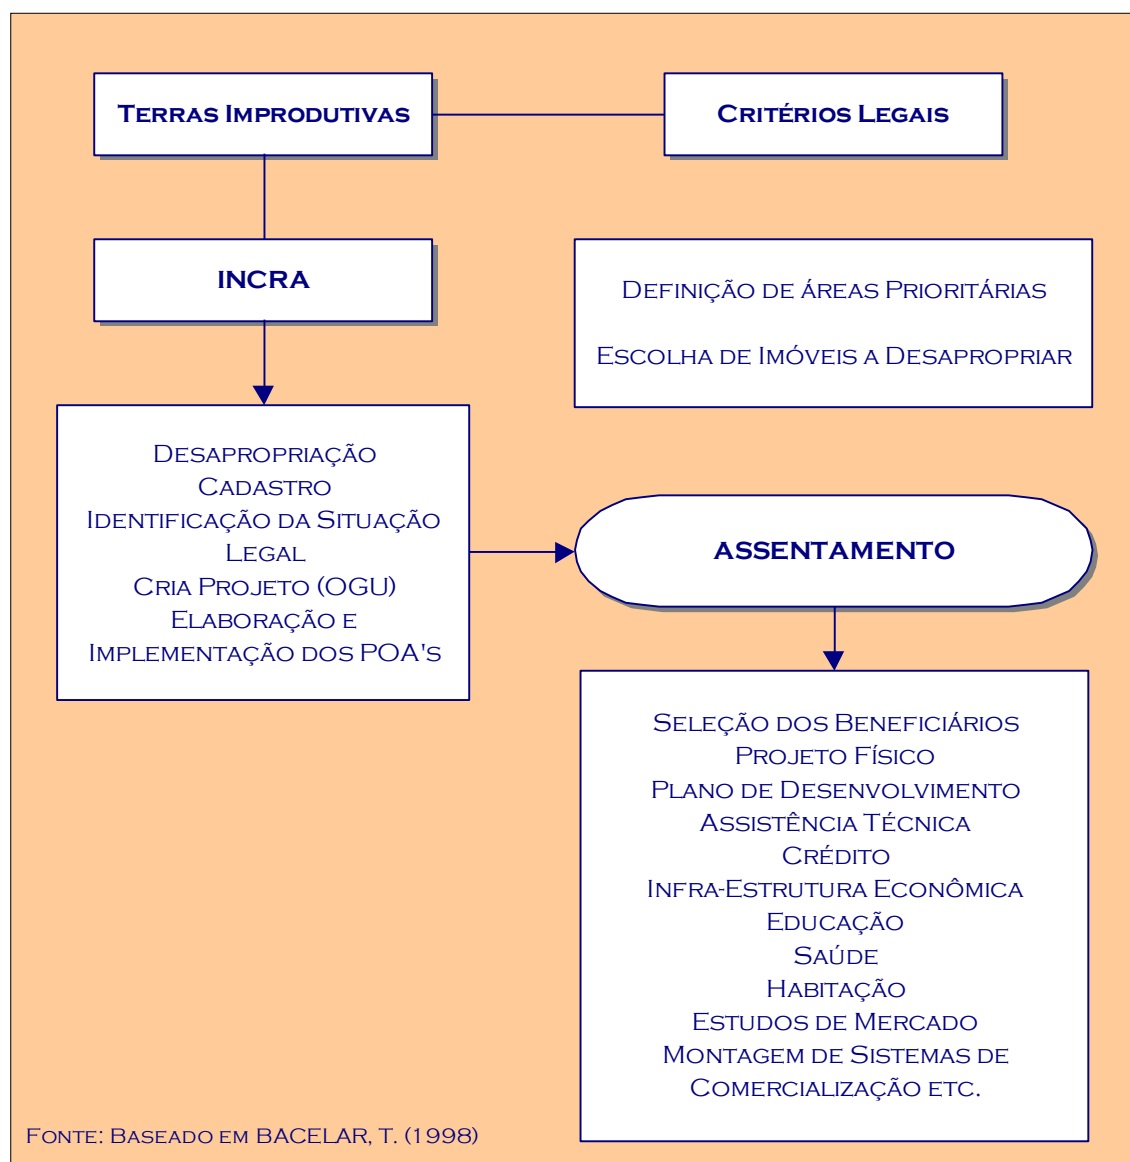 TERRAS IMPRODUTIVAS
CRITÉRIOS LEGAIS
INCRA
DEFINIÇÃO DE ÁREAS PRIORITÁRIAS
ESCOLHA DE IMÓVEIS A DESAPROPRIAR
DESAPROPRIAÇÃO
CADASTRO
IDENTIFICAÇÃO DA SITUAÇÃO
LEGAL
CRIA PROJETO (OGU)
ELABORAÇÃO E
IMPLEMENTAÇÃO DOS POA'S
ASSENTAMENTO
SELEÇÃO DOS BENEFICIÁRIOS
PROJETO FÍSICO
PLANO DE DESENVOLVIMENTO
ASSISTÊNCIA TÉCNICA
CRÉDITO
INFRA-ESTRUTURA ECONÔMICA
EDUCAÇÃO
SAÚDE
HABITAÇÃO
ESTUDOS DE MERCADO
MONTAGEM DE SISTEMAS DE
COMERCIALIZAÇÃO ETC.
FONTE: BASEADO EM BACELAR, T. (1998)